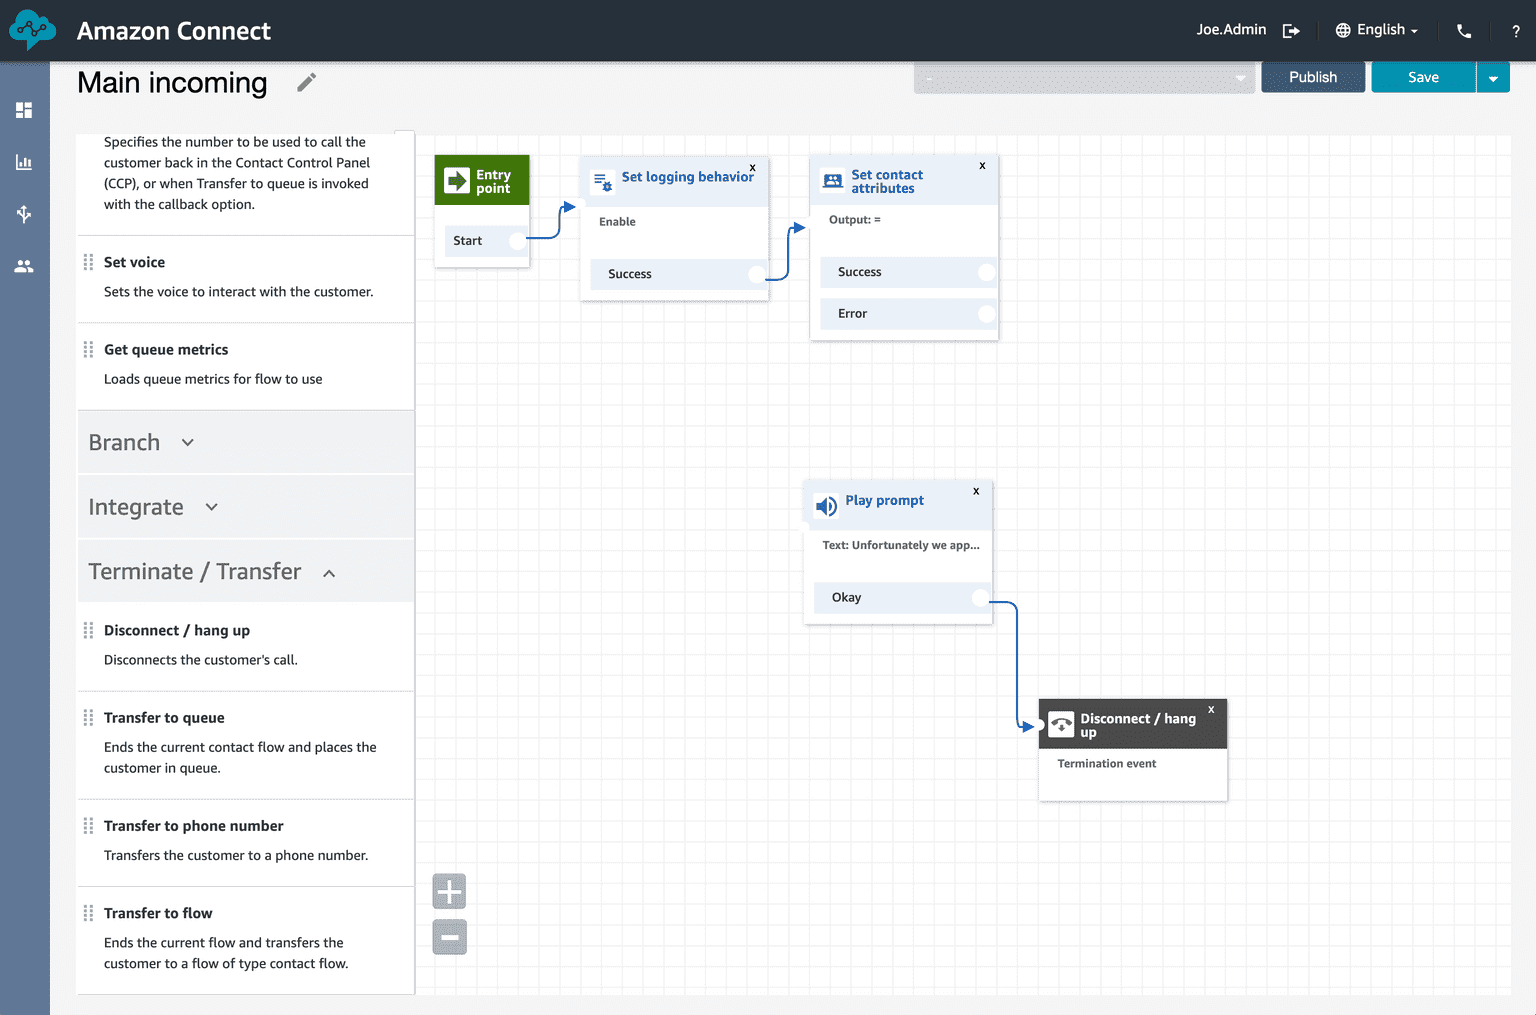 Amazon Connect
Joe.Admin
English
?
Main incoming
-
Publish
Save
Specifies the number to be used to call the
customer back in the Contact Control Panel
(CCP), or when Transfer to queue is invoked
with the callback option.
Set voice
Sets the voice to interact with the customer.
Get queue metrics
Loads queue metrics for flow to use
Branch
Integrate
Terminate / Transfer
Disconnect / hang up
Disconnects the customer's call.
Transfer to queue
Ends the current contact flow and places the
customer in queue.
Transfer to phone number
Transfers the customer to a phone number.
Transfer to flow
Ends the current flow and transfers the
customer to a flow of type contact flow.
Entry
point
Start
x
Set logging behavior
Enable
Success
x
Set contact
attributes
Output: =
Success
Error
x
Play prompt
Text: Unfortunately we app...
Okay
x
Disconnect / hang
up
Termination event